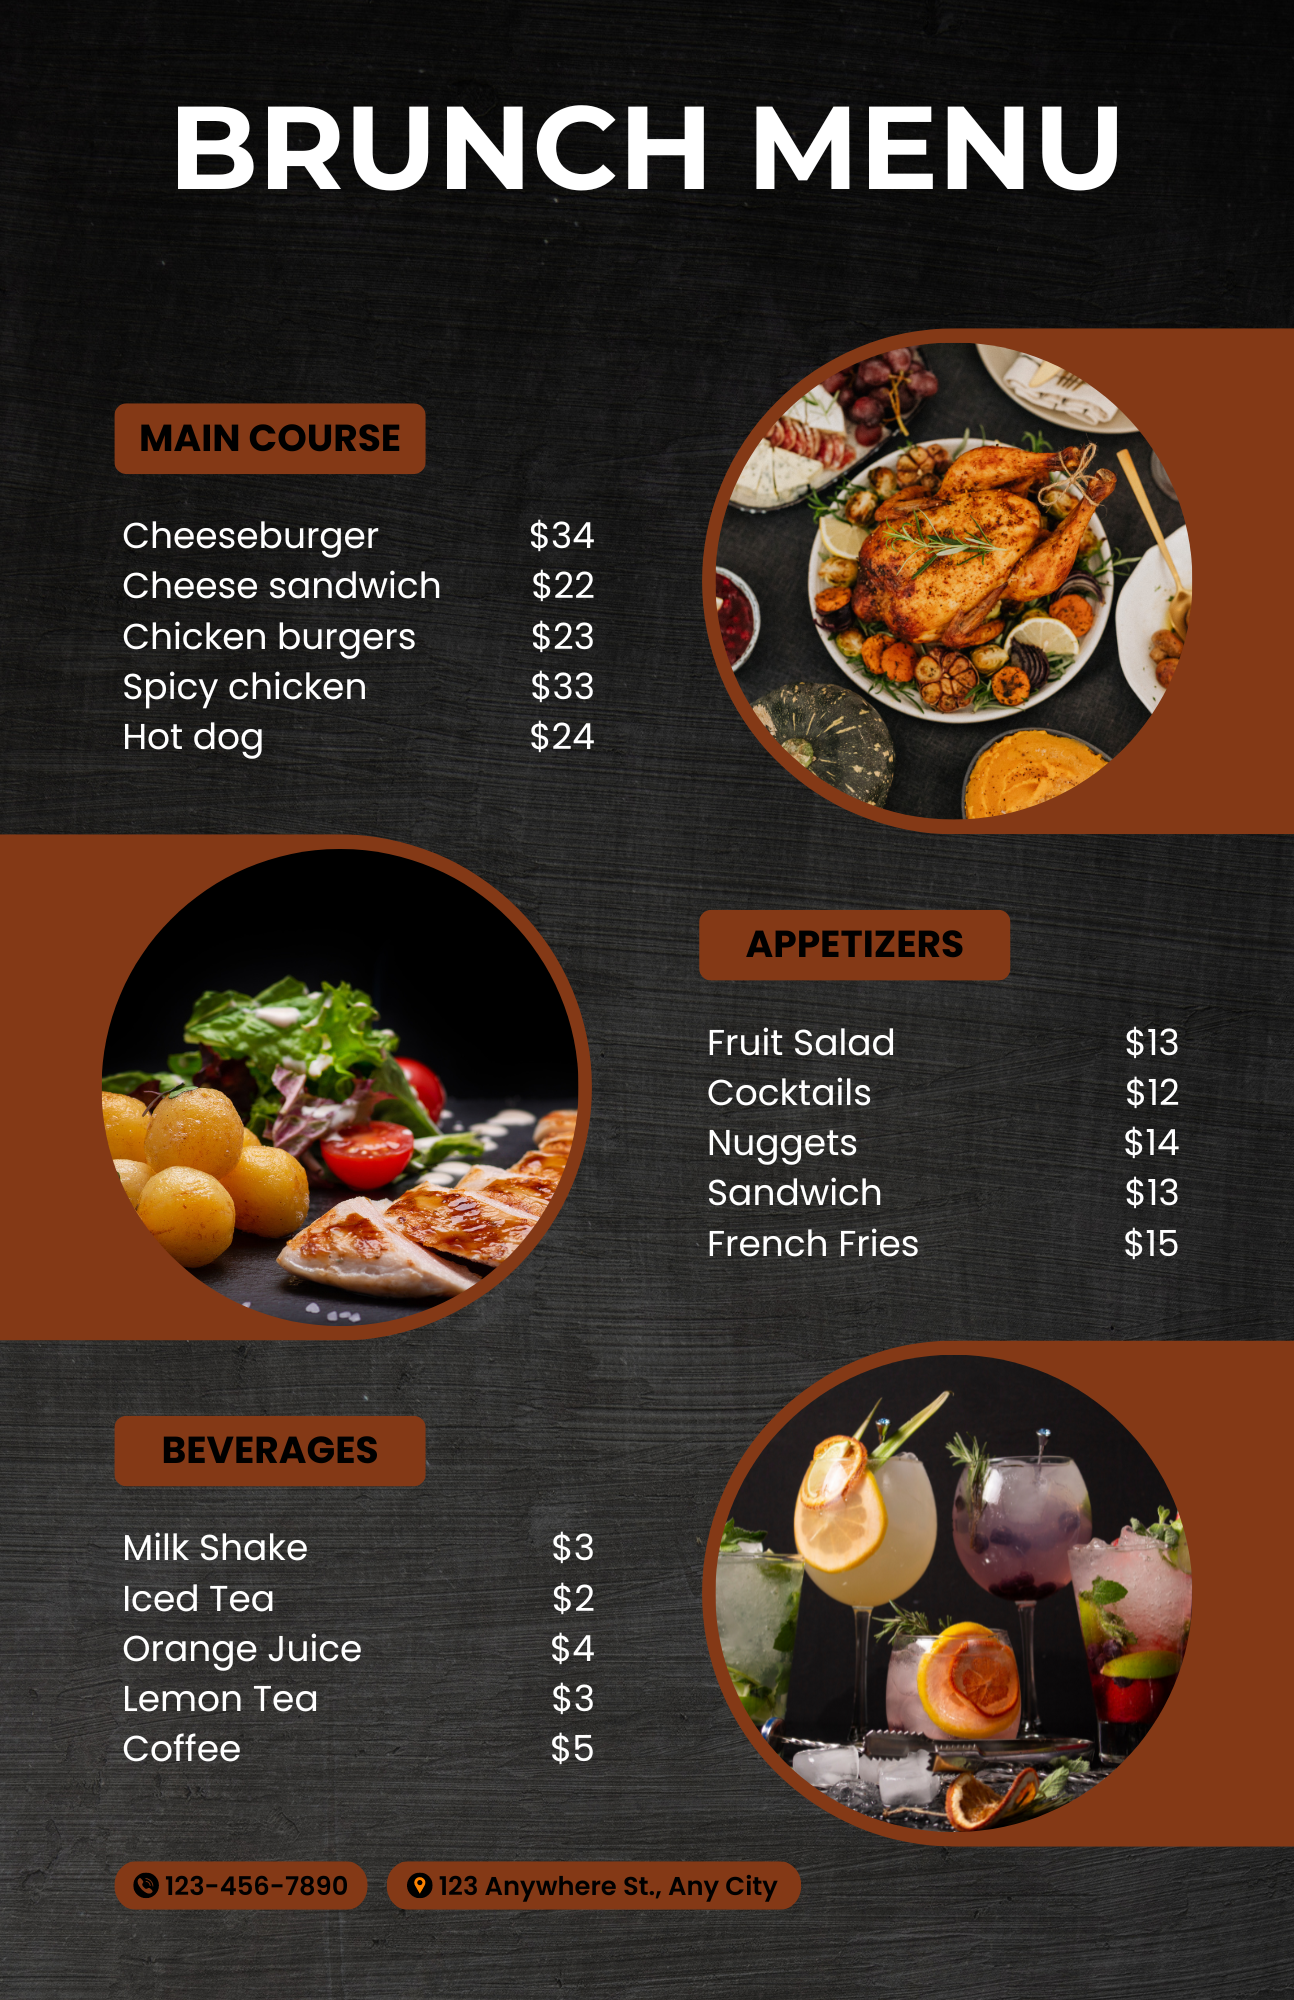 BRUNCH MENU
MAIN COURSE
Cheeseburger $34
Cheese sandwich $22
Chicken burgers $23
Spicy chicken $33
Hot dog $24
APPETIZERS
Fruit Salad $13
Cocktails $12
Nuggets $14
Sandwich $13
French Fries $15
BEVERAGES
Milk Shake $3
Iced Tea $2
Orange Juice $4
Lemon Tea $3
Coffee $5
123-456-7890 123 Anywhere St., Any City